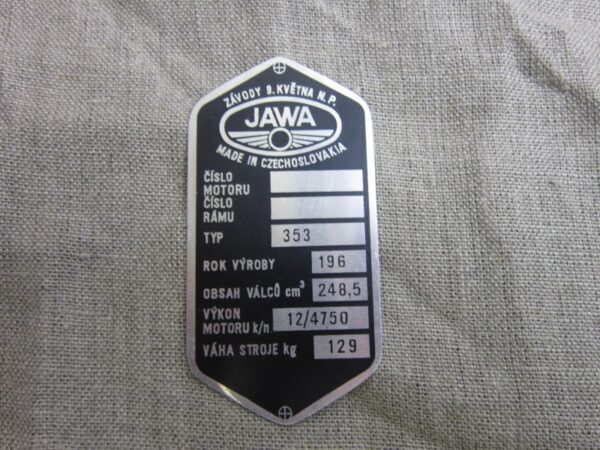 ZÁVODY 9. KVĚTNA N. P.
JAWA
MADE IN CZECHOSLOVAKIA
ČÍSLO
MOTORU
ČÍSLO
RÁMU
TYP 353
ROK VÝROBY 196
OBSAH VÁLCŮ cm³ 248,5
VÝKON
MOTORU k/n 12/4750
VÁHA STROJE kg 129